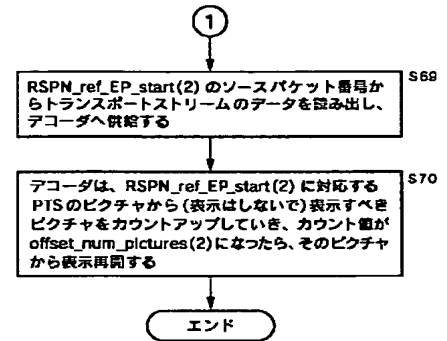 1
S69
RSPN_ref_EP_start(2) のソースパケット番号か
らトランスポートストリームのデータを読み出し、
デコーダへ供給する
S70
デコーダは、RSPN_ref_EP_start(2) に対応する
PTSのピクチャから(表示はしないで)表示すべき
ピクチャをカウントアップしていき、カウント値が
offset_num_pictures(2)になったら、そのピクチャ
から表示再開する
エンド